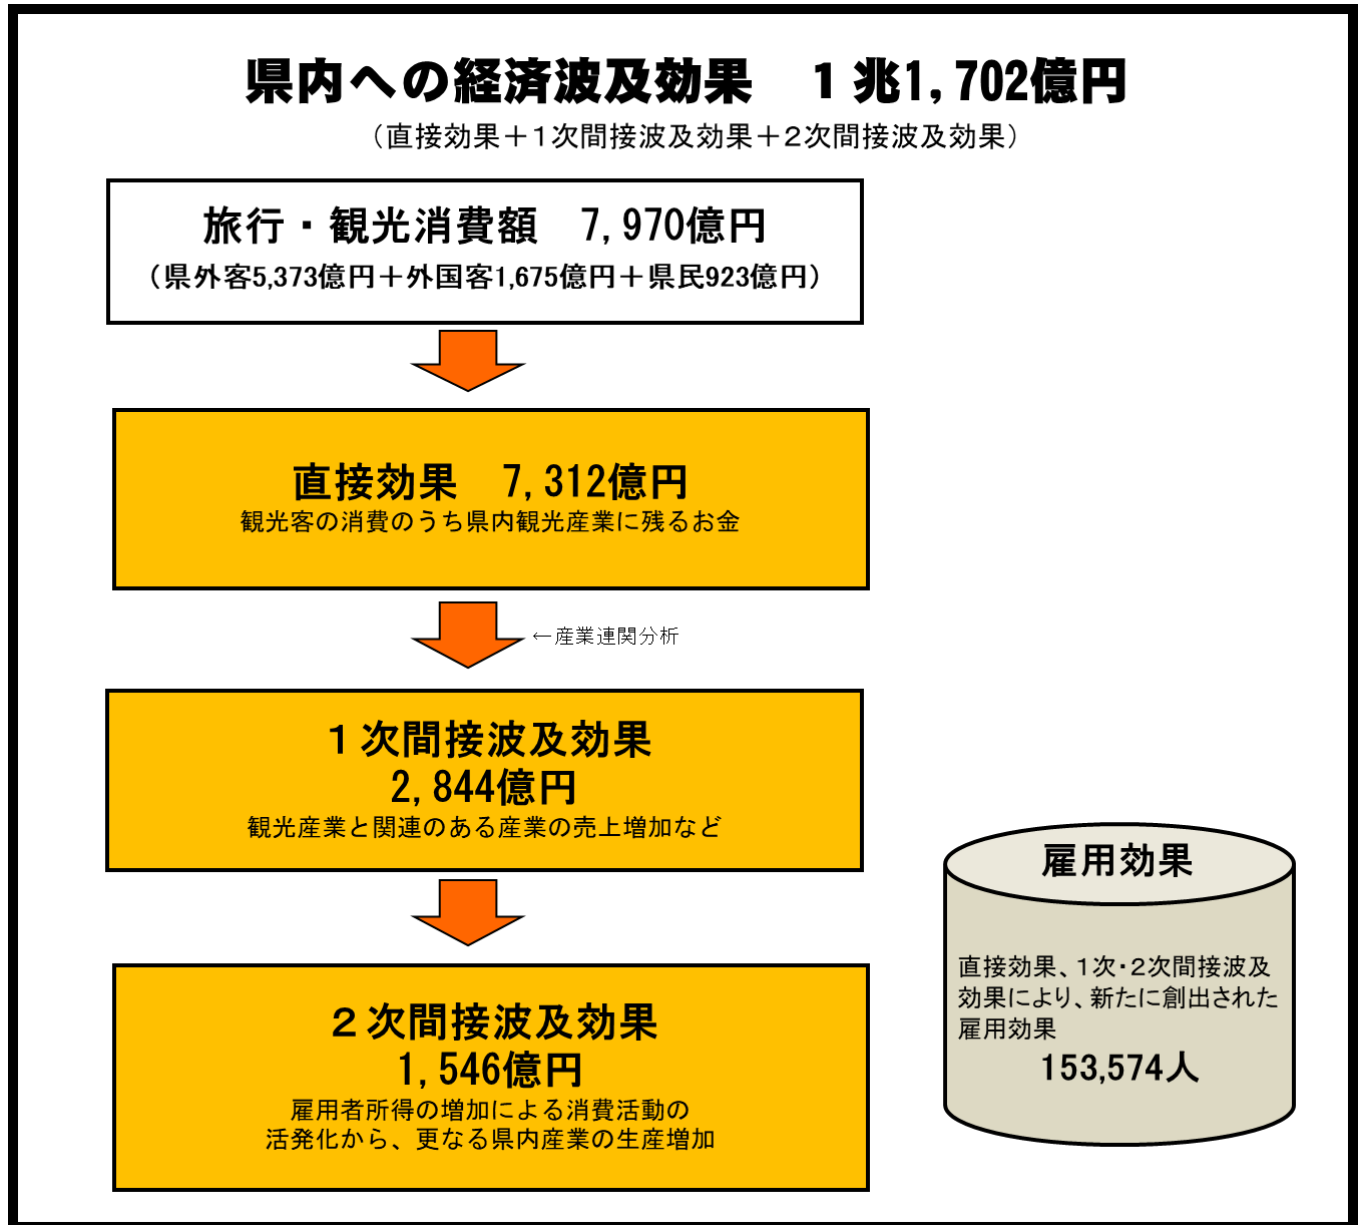 県内への経済波及効果　1兆1,702億円
（直接効果＋1次間接波及効果＋2次間接波及効果）
旅行・観光消費額　7,970億円
（県外客5,373億円＋外国客1,675億円＋県民923億円）
直接効果　7,312億円
観光客の消費のうち県内観光産業に残るお金
←産業連関分析
１次間接波及効果
2,844億円
観光産業と関連のある産業の売上増加など
２次間接波及効果
1,546億円
雇用者所得の増加による消費活動の
活発化から、更なる県内産業の生産増加
雇用効果
直接効果、1次・2次間接波及
効果により、新たに創出された
雇用効果
153,574人